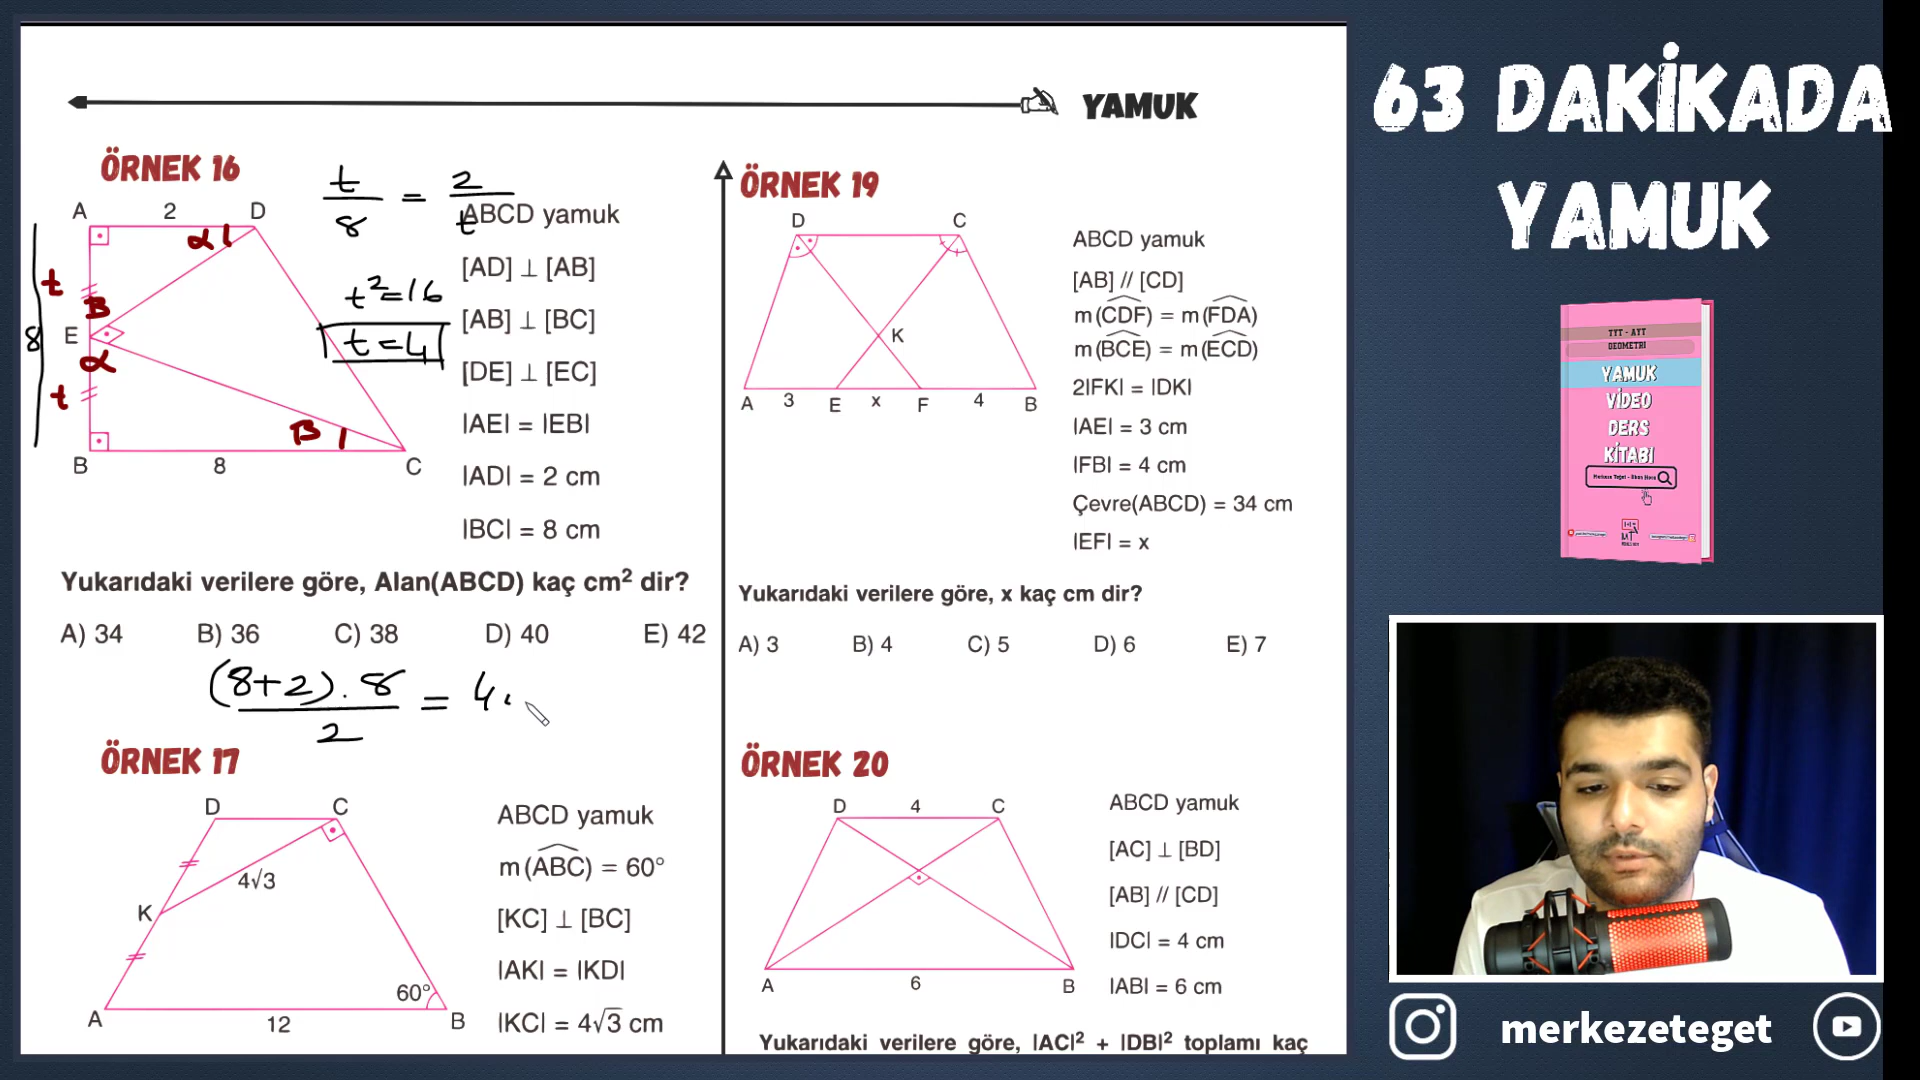 YAMUK
63 DAKİKADA
YAMUK
ÖRNEK 16
t/8 = 2/t
t²=16
t=4
A 2 D
α
t
B
8
E
α
t
B
B 8 C
ABCD yamuk
[AD] ⊥ [AB]
[AB] ⊥ [BC]
[DE] ⊥ [EC]
|AE| = |EB|
|AD| = 2 cm
|BC| = 8 cm
Yukarıdaki verilere göre, Alan(ABCD) kaç cm² dir?
A) 34 B) 36 C) 38 D) 40 E) 42
(8+2).8/2 = 4
ÖRNEK 17
D C
4√3
K
60°
A 12 B
ABCD yamuk
m(ABC) = 60°
[KC] ⊥ [BC]
|AK| = |KD|
|KC| = 4√3 cm
ÖRNEK 19
D C
K
A 3 E x F 4 B
ABCD yamuk
[AB] // [CD]
m(CDF) = m(FDA)
m(BCE) = m(ECD)
2|FK| = |DK|
|AE| = 3 cm
|FB| = 4 cm
Çevre(ABCD) = 34 cm
|EF| = x
Yukarıdaki verilere göre, x kaç cm dir?
A) 3 B) 4 C) 5 D) 6 E) 7
ÖRNEK 20
D 4 C
A 6 B
ABCD yamuk
[AC] ⊥ [BD]
[AB] // [CD]
|DC| = 4 cm
|AB| = 6 cm
Yukarıdaki verilere göre, |AC|² + |DB|² toplamı kaç
TYT - AYT
GEOMETRİ
YAMUK
VİDEO
DERS
KİTABI
merkezeteget